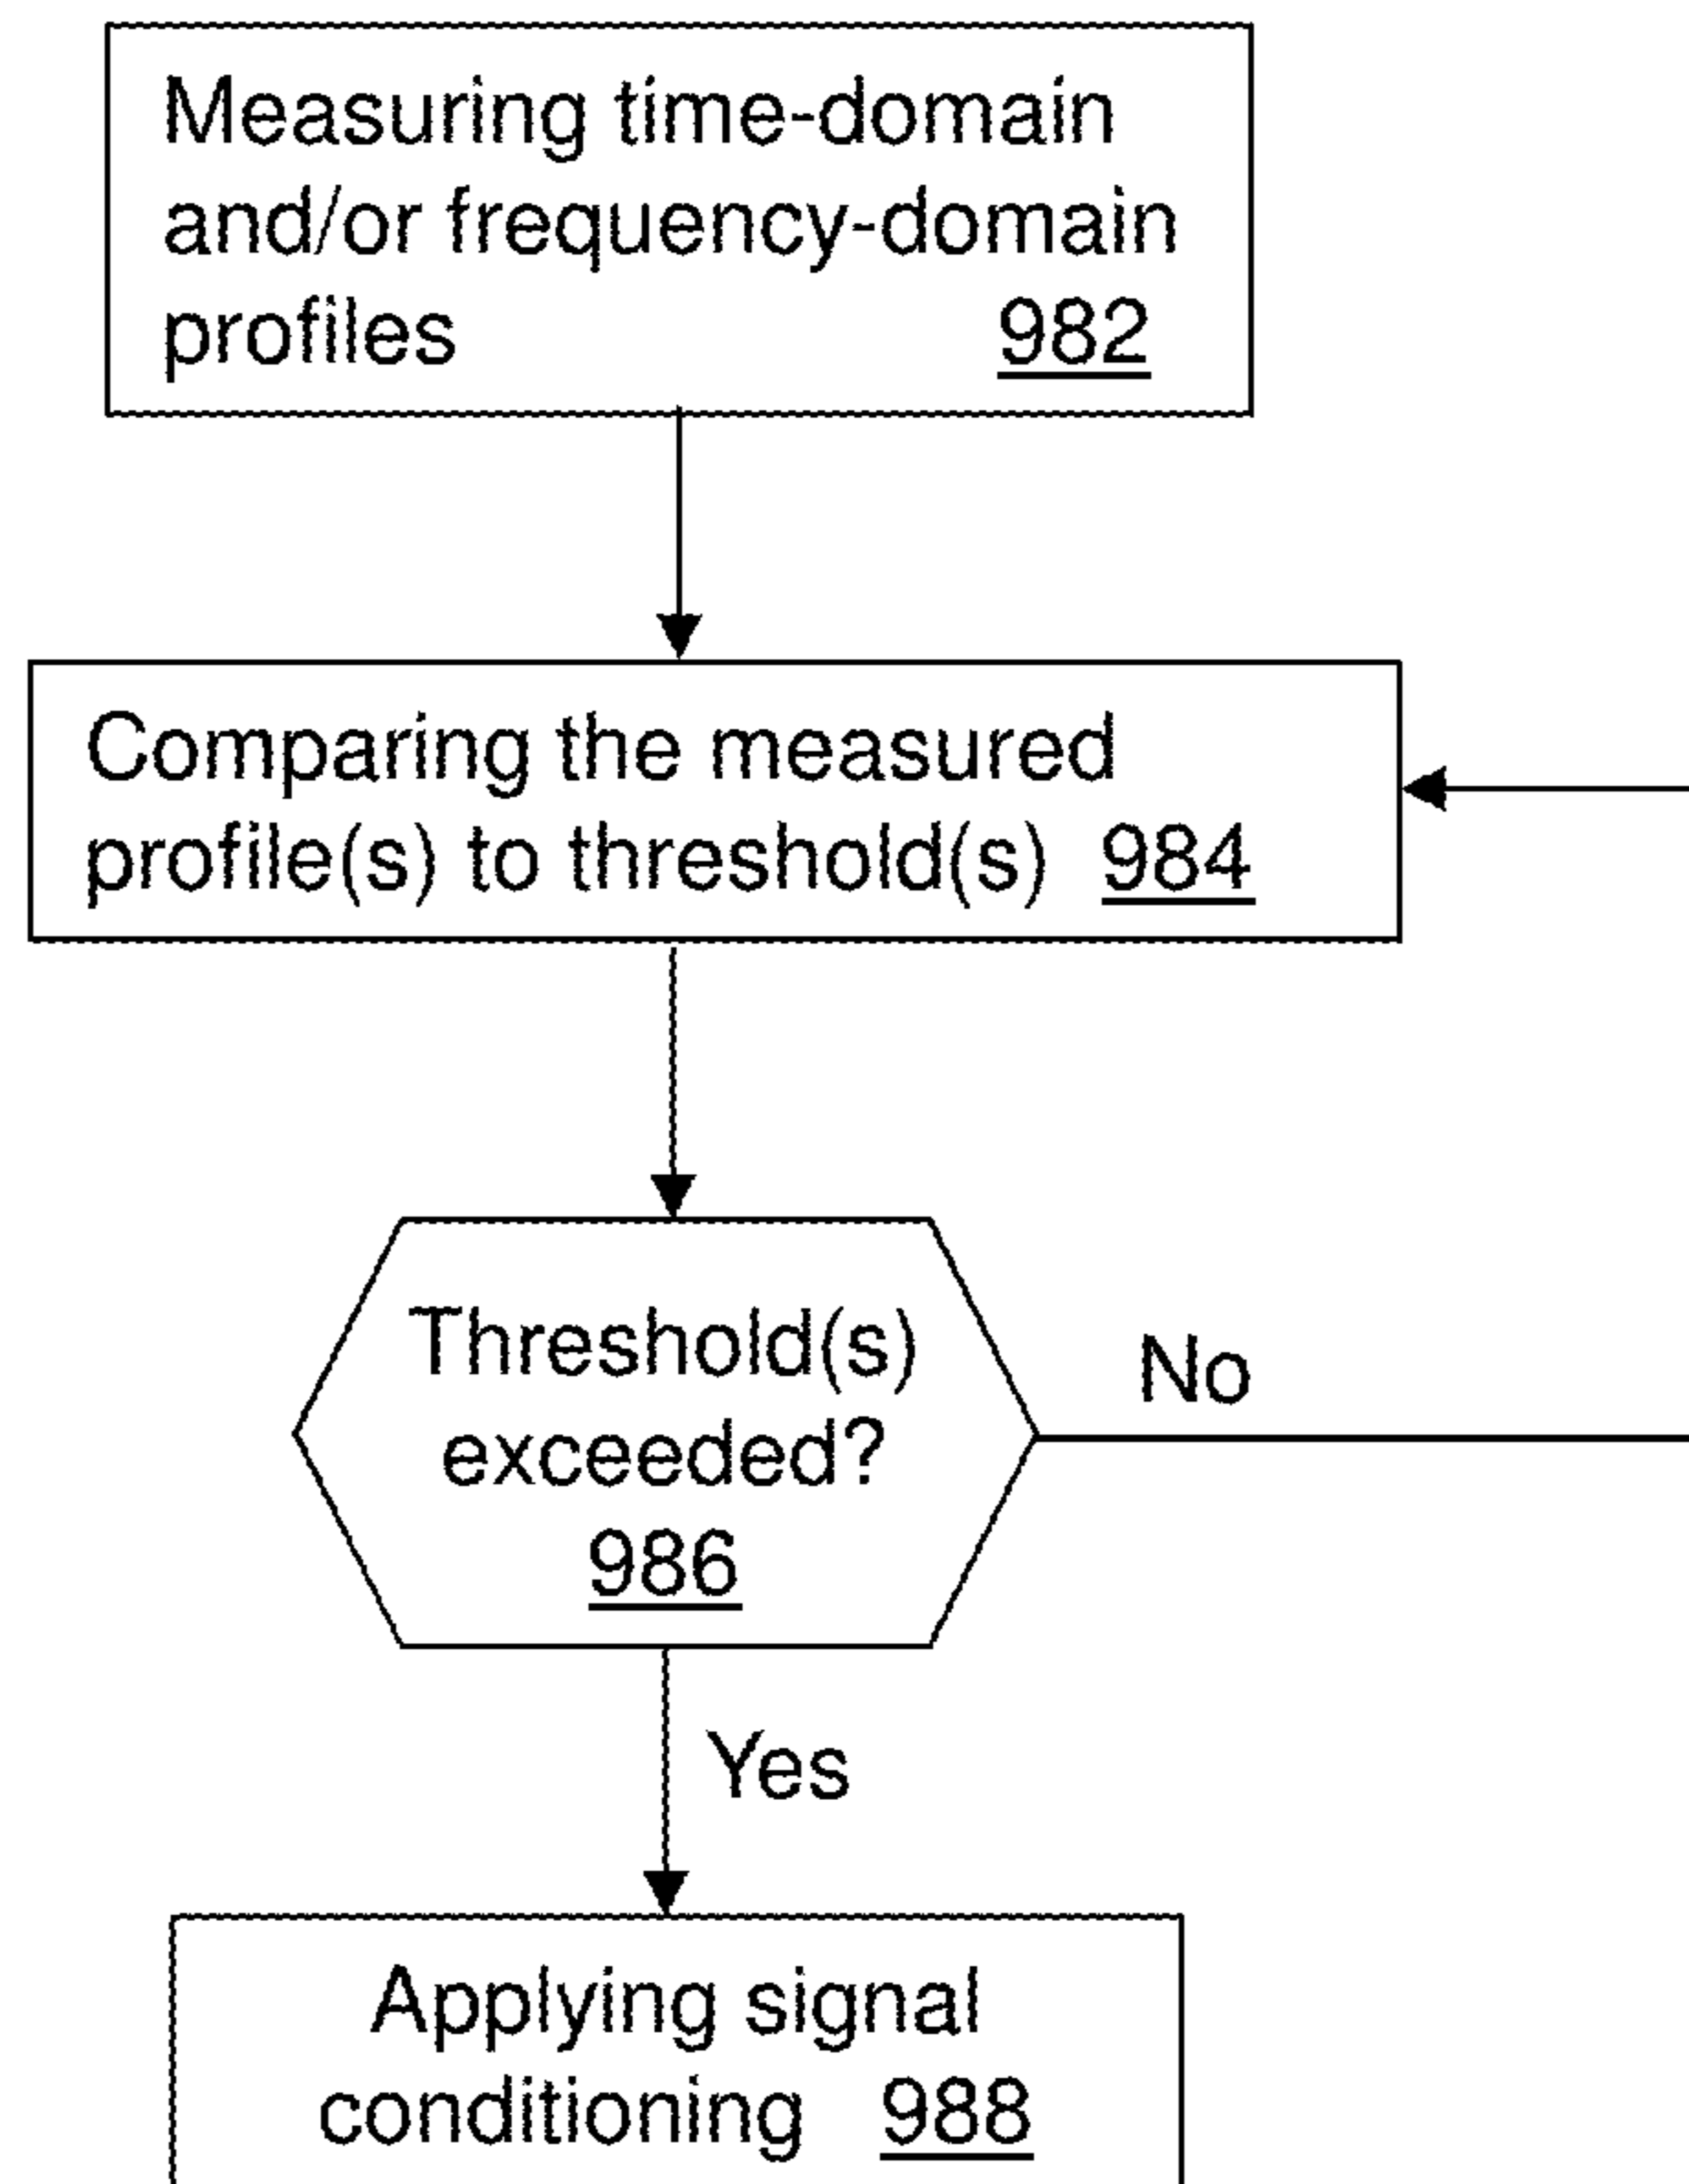 Measuring time-domain
and/or frequency-domain
profiles 982
Comparing the measured
profile(s) to threshold(s) 984
Threshold(s)
exceeded?
986
No
Yes
Applying signal
conditioning 988